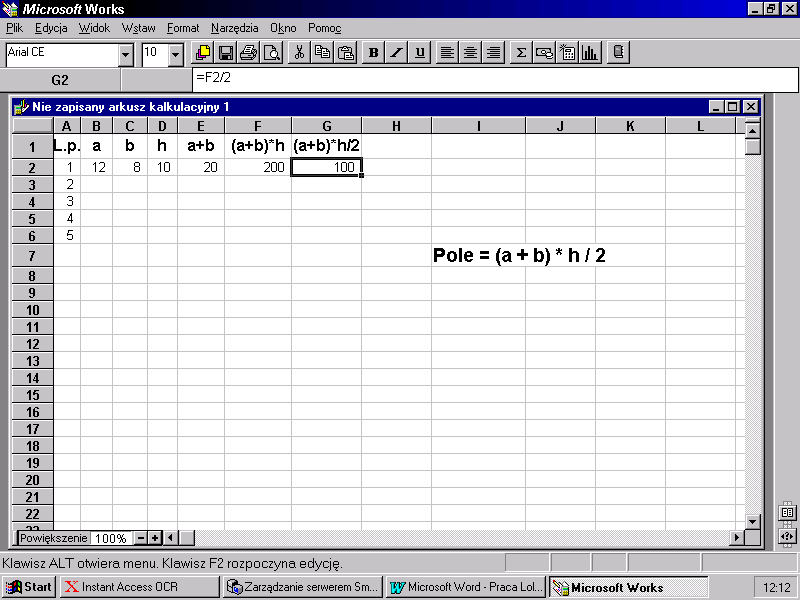 Microsoft Works
Plik Edycja Widok Wstaw Format Narzędzia Okno Pomoc
Arial CE 10 B I U Σ
G2 =F2/2
Nie zapisany arkusz kalkulacyjny 1
A B C D E F G H I J K L
1 L.p. a b h a+b (a+b)*h (a+b)*h/2
2 1 12 8 10 20 200 100
3 2
4 3
5 4
6 5
7 Pole = (a + b) * h / 2
8
9
10
11
12
13
14
15
16
17
18
19
20
21
22
23
Powiększenie 100%
Klawisz ALT otwiera menu. Klawisz F2 rozpoczyna edycję.
Start Instant Access OCR Zarządzanie serwerem Sm... Microsoft Word - Praca Lol... Microsoft Works 12:12